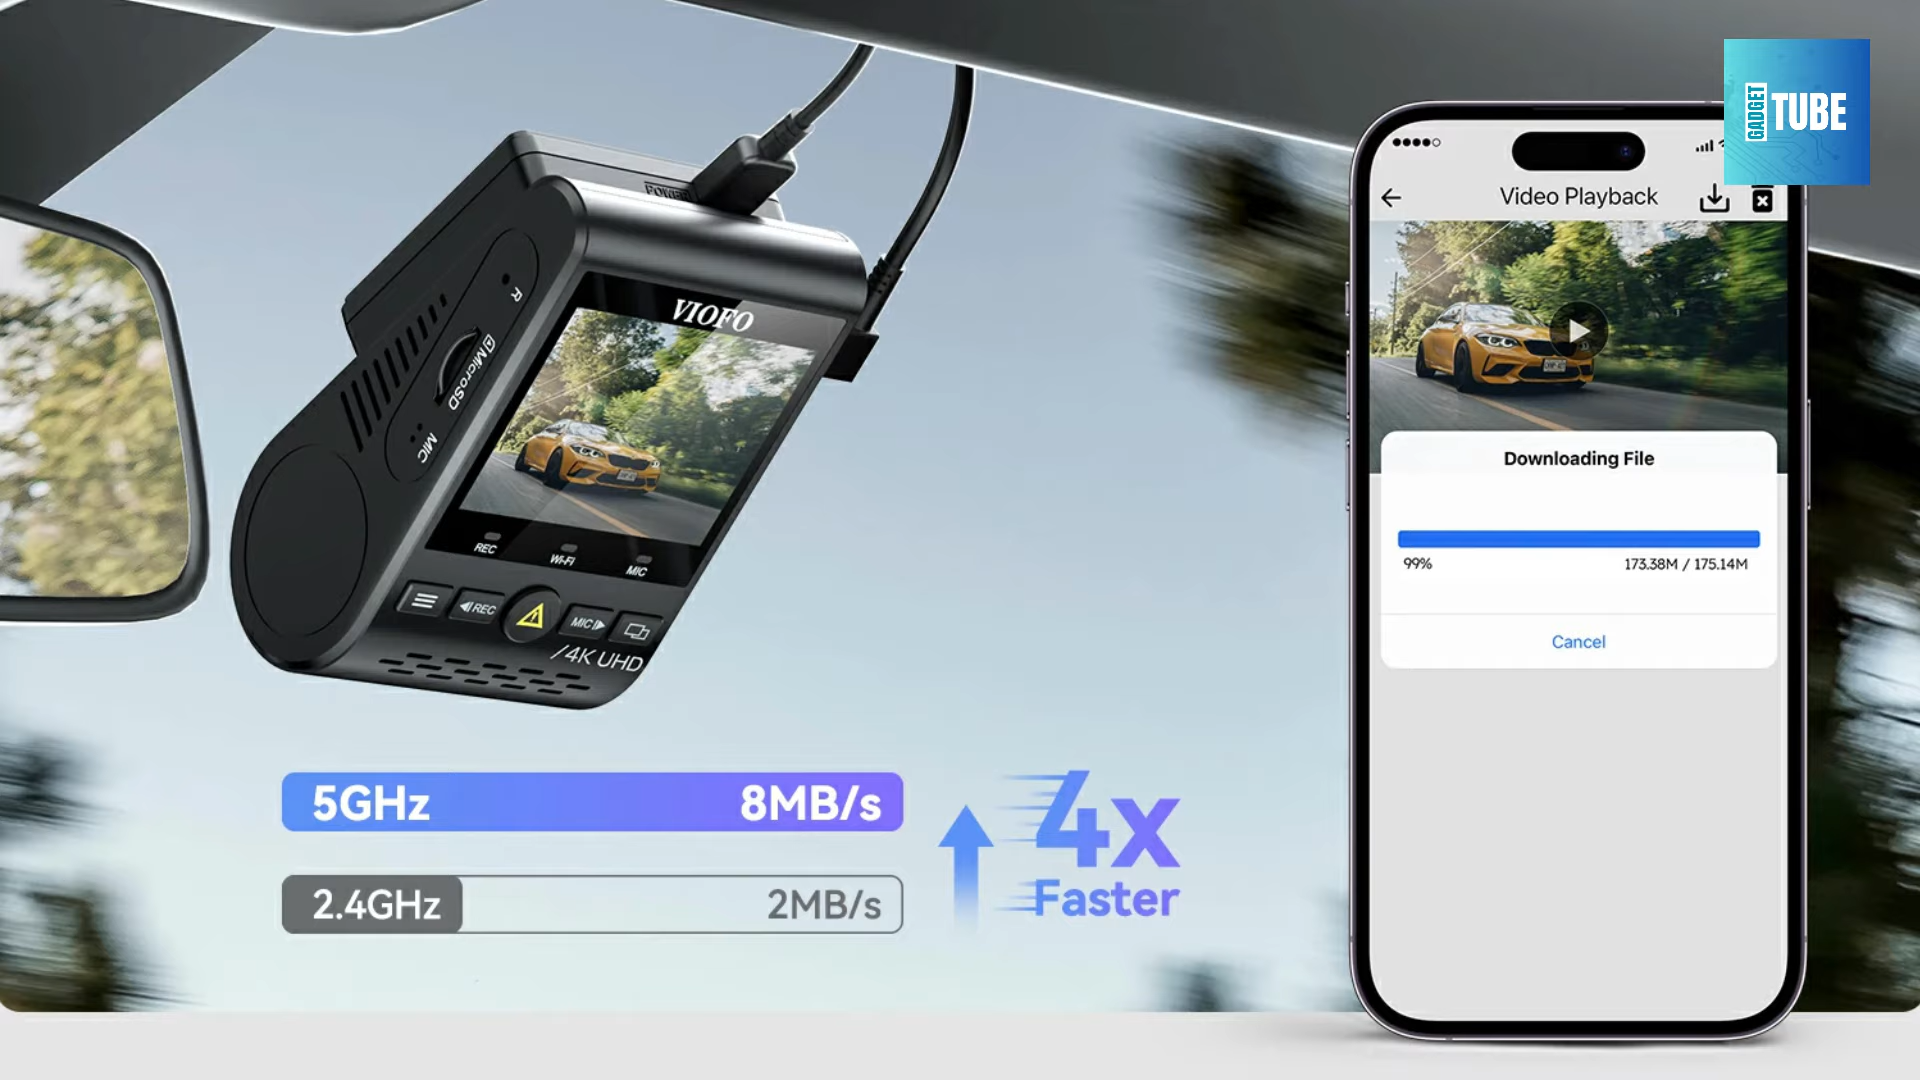 GADGET
TUBE
Video Playback
POWER
R
MicroSD
MIC
VIOFO
REC
Wi-Fi
MIC
REC
MIC
/4K UHD
Downloading File
99%
173.38M / 175.14M
Cancel
5GHz
8MB/s
2.4GHz
2MB/s
4X
Faster